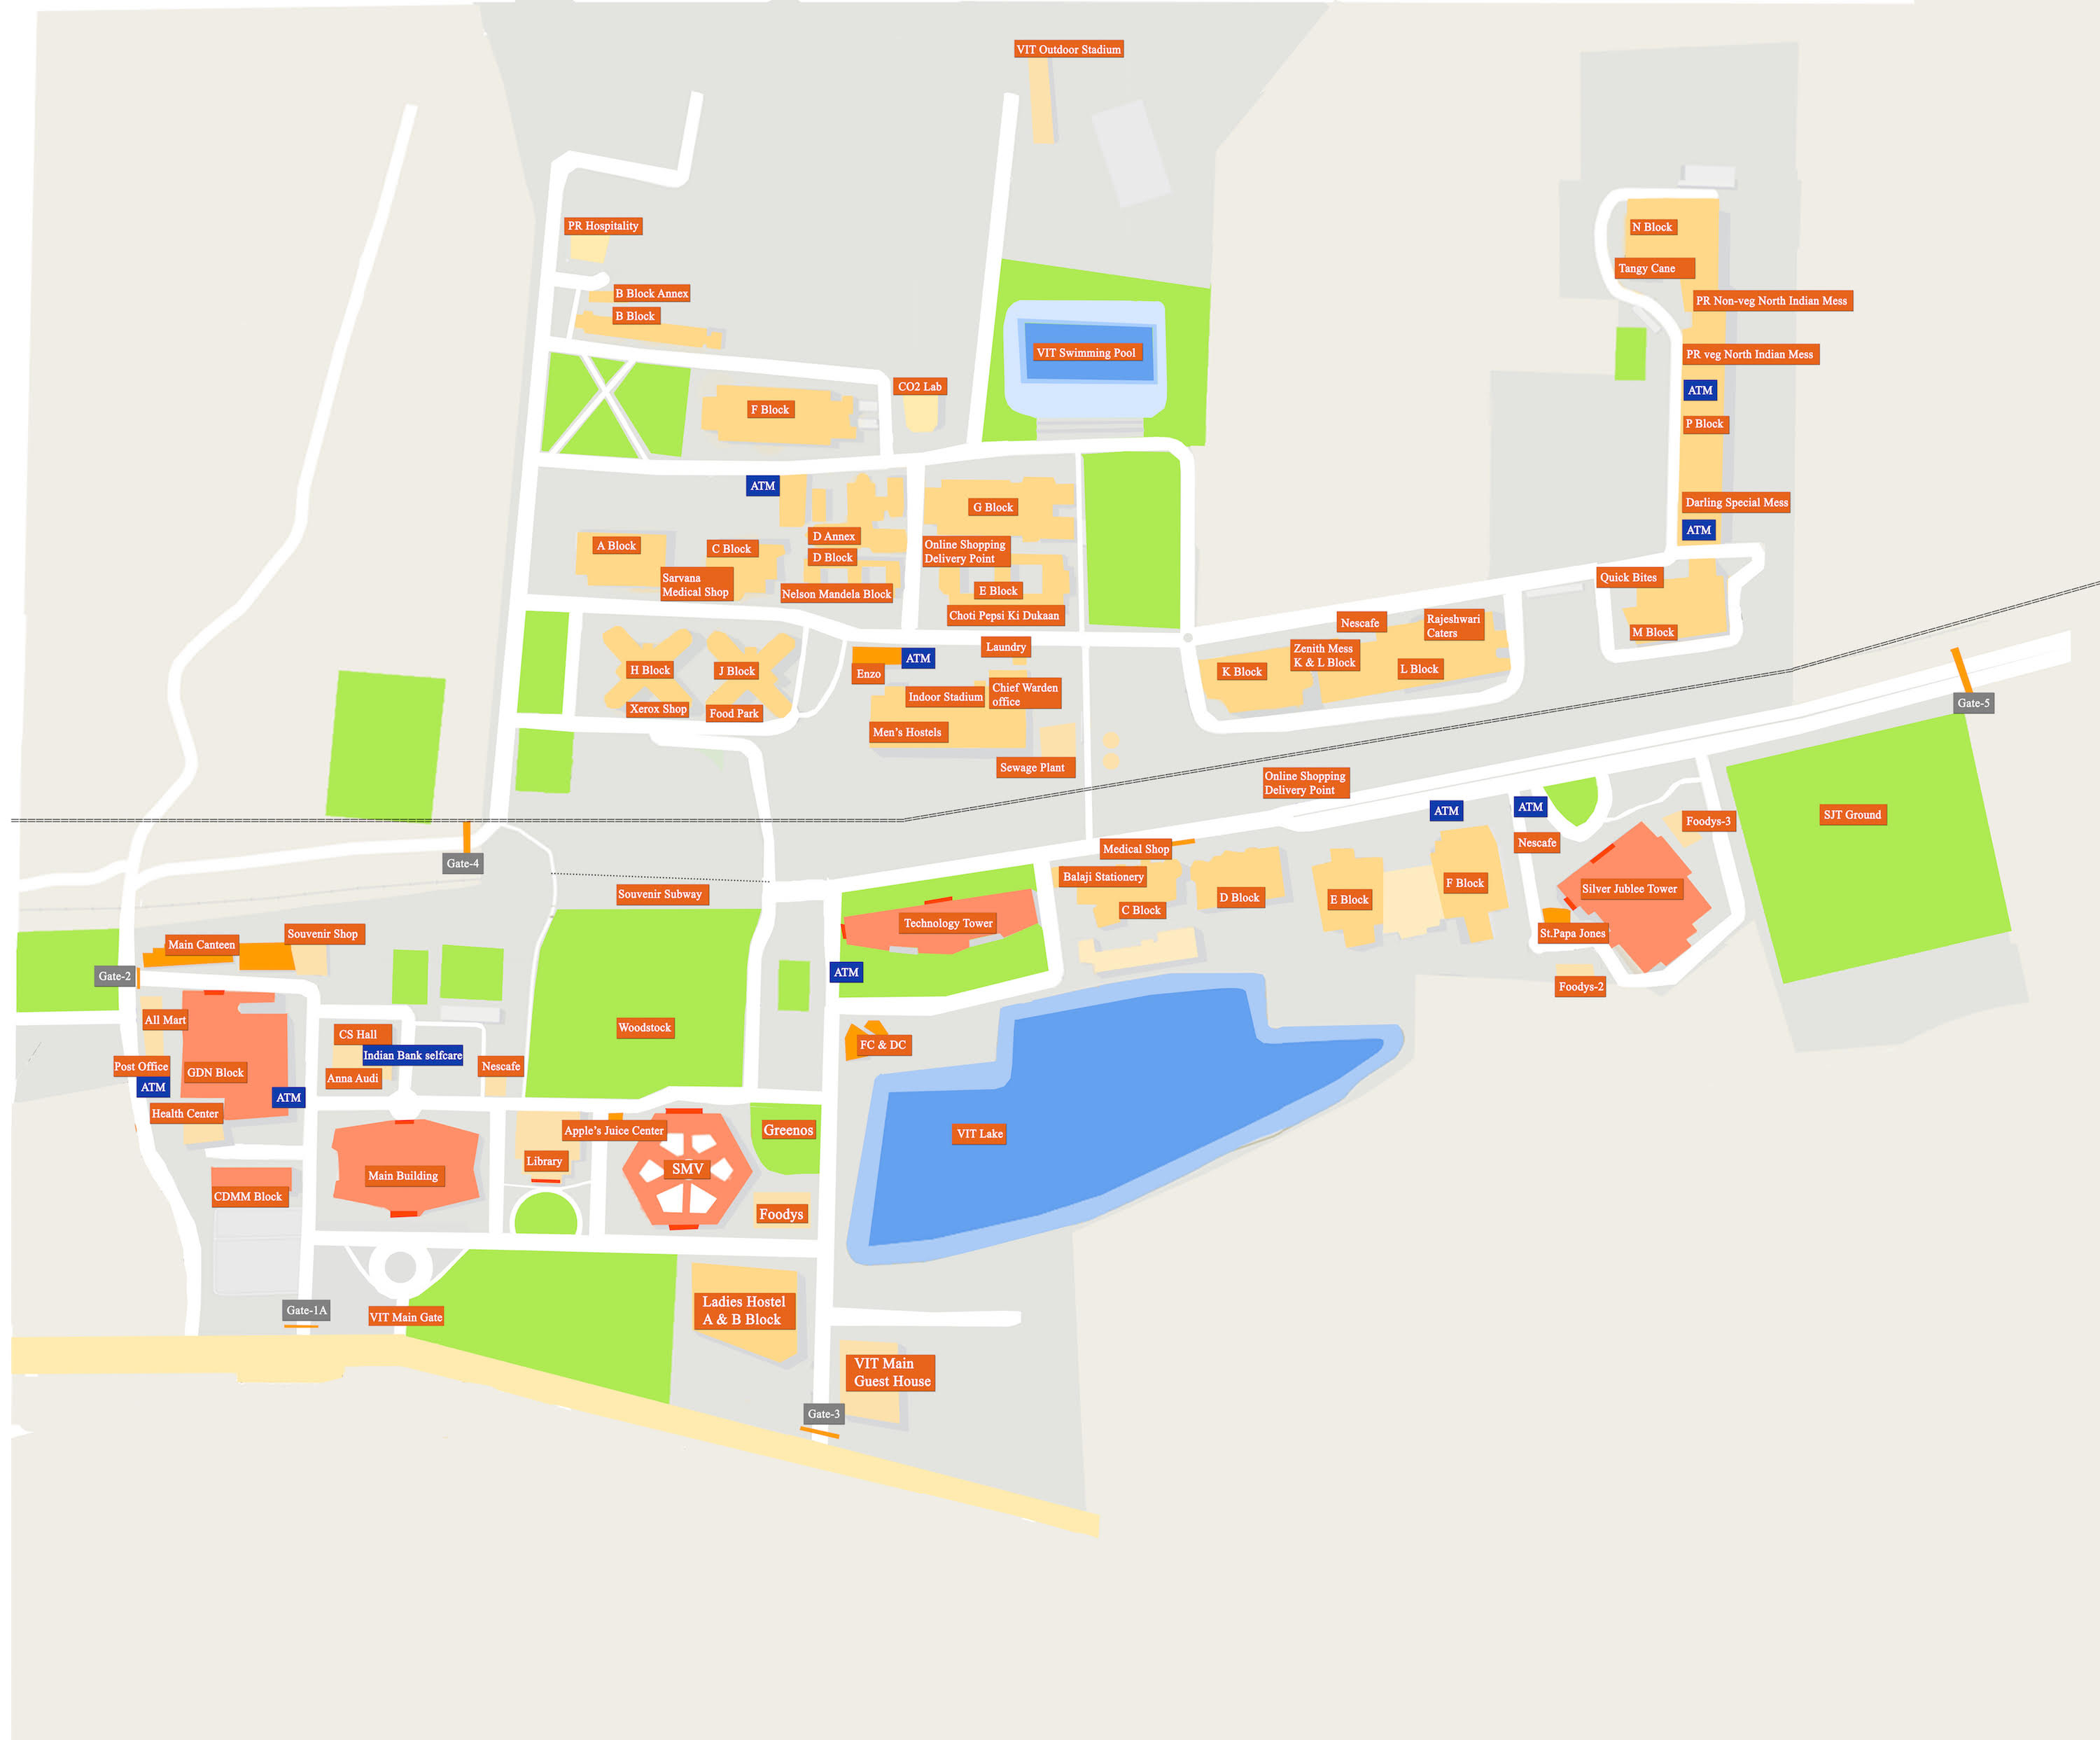 VIT Outdoor Stadium
PR Hospitality
N Block
Tangy Cane
B Block Annex
PR Non-veg North Indian Mess
B Block
VIT Swimming Pool
PR veg North Indian Mess
CO2 Lab
ATM
F Block
P Block
ATM
Darling Special Mess
G Block
ATM
D Annex
A Block
C Block
Online Shopping
Delivery Point
D Block
Sarvana
Medical Shop
Quick Bites
Nelson Mandela Block
E Block
Choti Pepsi Ki Dukaan
Nescafe
Rajeshwari
Caters
M Block
Laundry
Zenith Mess
K & L Block
ATM
H Block
J Block
Enzo
K Block
L Block
Indoor Stadium
Chief Warden
office
Xerox Shop
Food Park
Gate-5
Men's Hostels
Sewage Plant
Online Shopping
Delivery Point
ATM
ATM
SJT Ground
Foodys-3
Nescafe
Medical Shop
Gate-4
Balaji Stationery
F Block
Silver Jublee Tower
Souvenir Subway
D Block
E Block
C Block
Technology Tower
Souvenir Shop
St.Papa Jones
Main Canteen
Gate-2
ATM
Foodys-2
All Mart
Woodstock
CS Hall
FC & DC
Indian Bank selfcare
Post Office
Nescafe
GDN Block
Anna Audi
ATM
ATM
Health Center
Apple's Juice Center
Greenos
VIT Lake
Library
SMV
Main Building
CDMM Block
Foodys
Ladies Hostel
A & B Block
Gate-1A
VIT Main Gate
VIT Main
Guest House
Gate-3